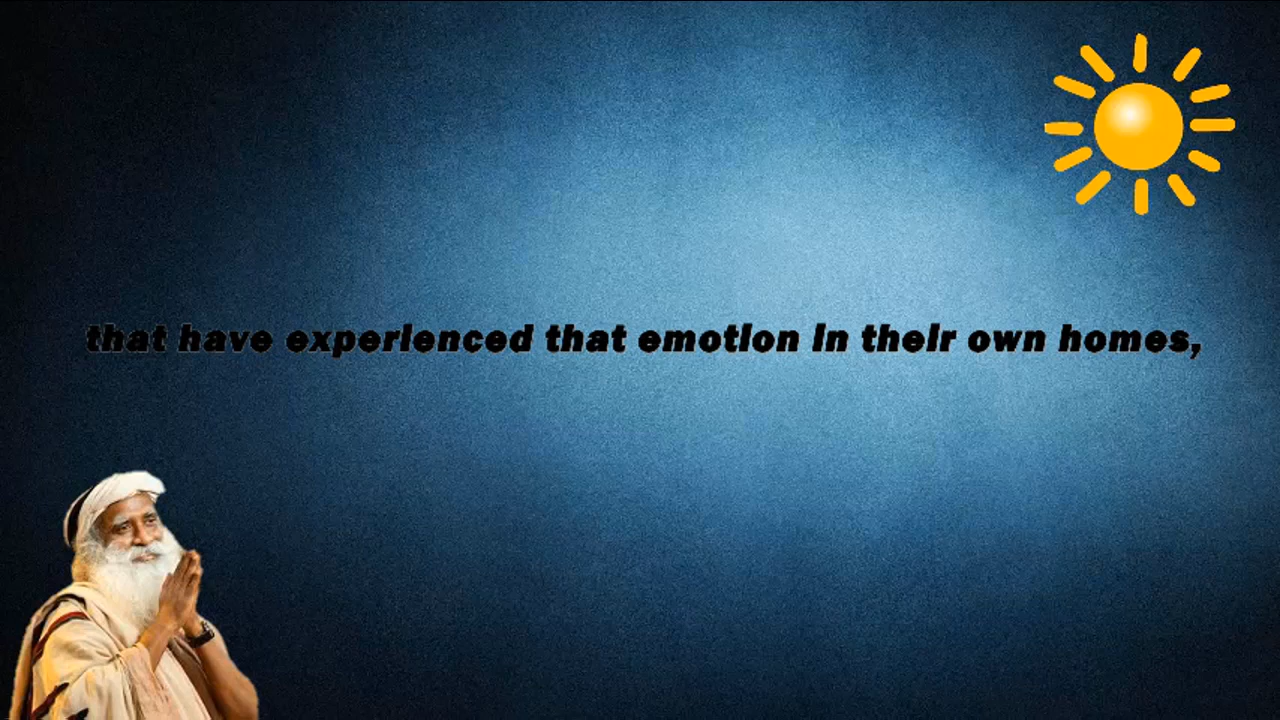 that have experienced that emotion in their own homes,